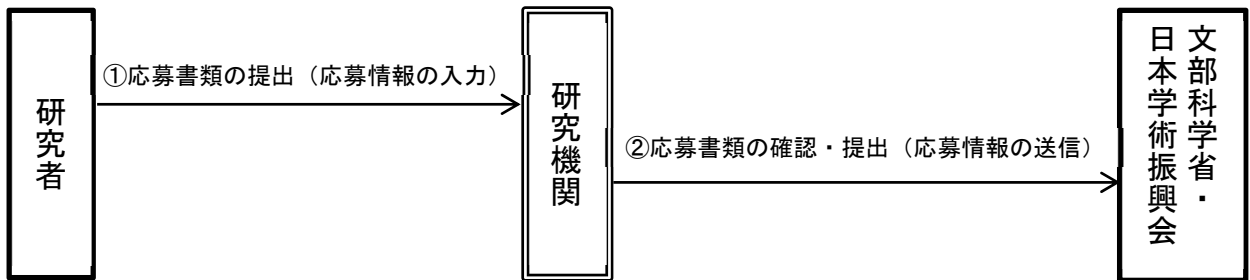 研究者
①応募書類の提出（応募情報の入力）
研究機関
②応募書類の確認・提出（応募情報の送信）
文部科学省・
日本学術振興会